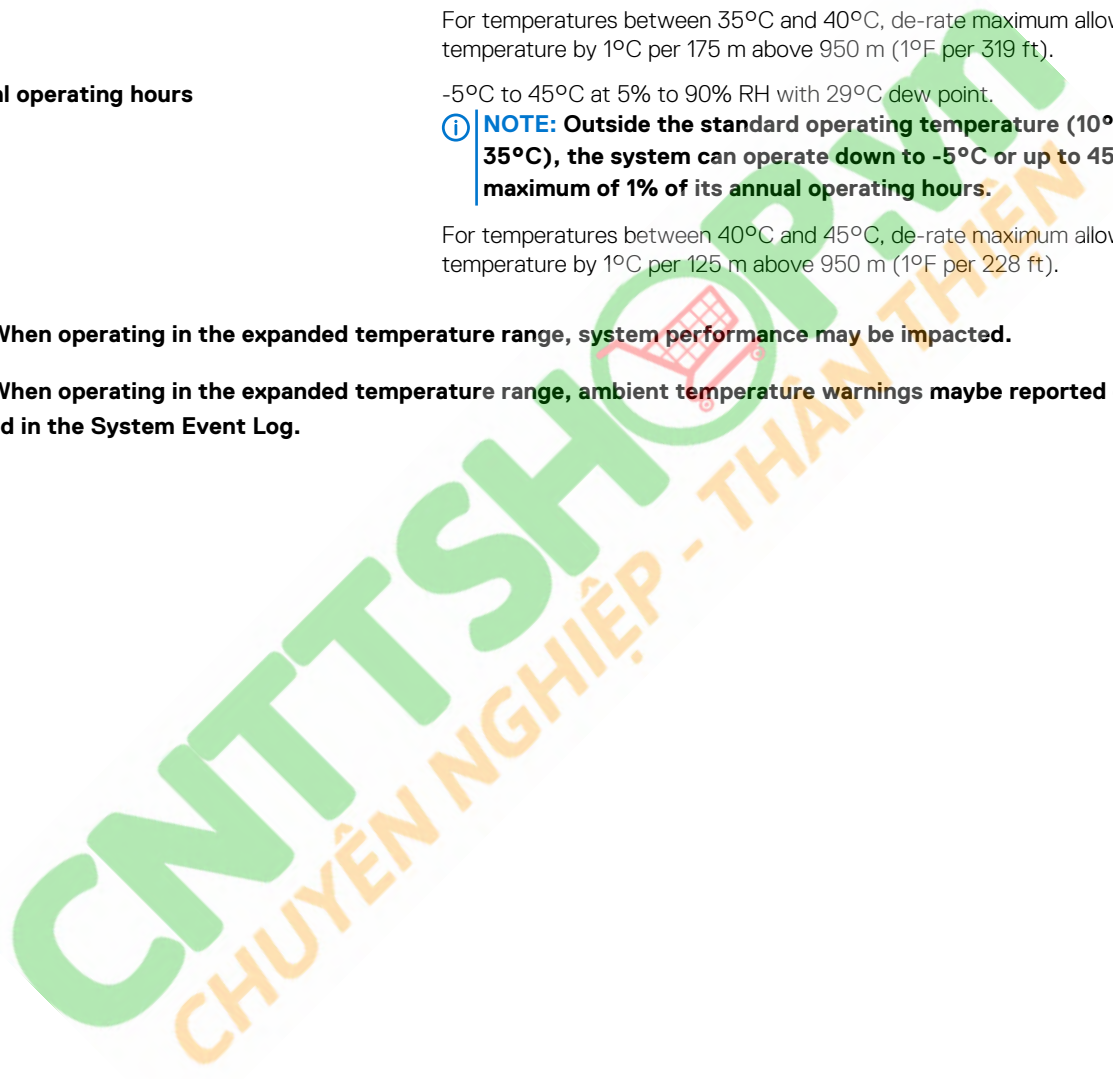 For temperatures between 35°C and 40°C, de-rate maximum allow
temperature by 1°C per 175 m above 950 m (1°F per 319 ft).
al operating hours
-5°C to 45°C at 5% to 90% RH with 29°C dew point.
NOTE: Outside the standard operating temperature (10°
35°C), the system can operate down to -5°C or up to 45
maximum of 1% of its annual operating hours.
For temperatures between 40°C and 45°C, de-rate maximum allow
temperature by 1°C per 125 m above 950 m (1°F per 228 ft).
When operating in the expanded temperature range, system performance may be impacted.
When operating in the expanded temperature range, ambient temperature warnings maybe reported
d in the System Event Log.
CNTTSHOP.vn
CHUYÊN NGHIỆP - THÂN THIỆN